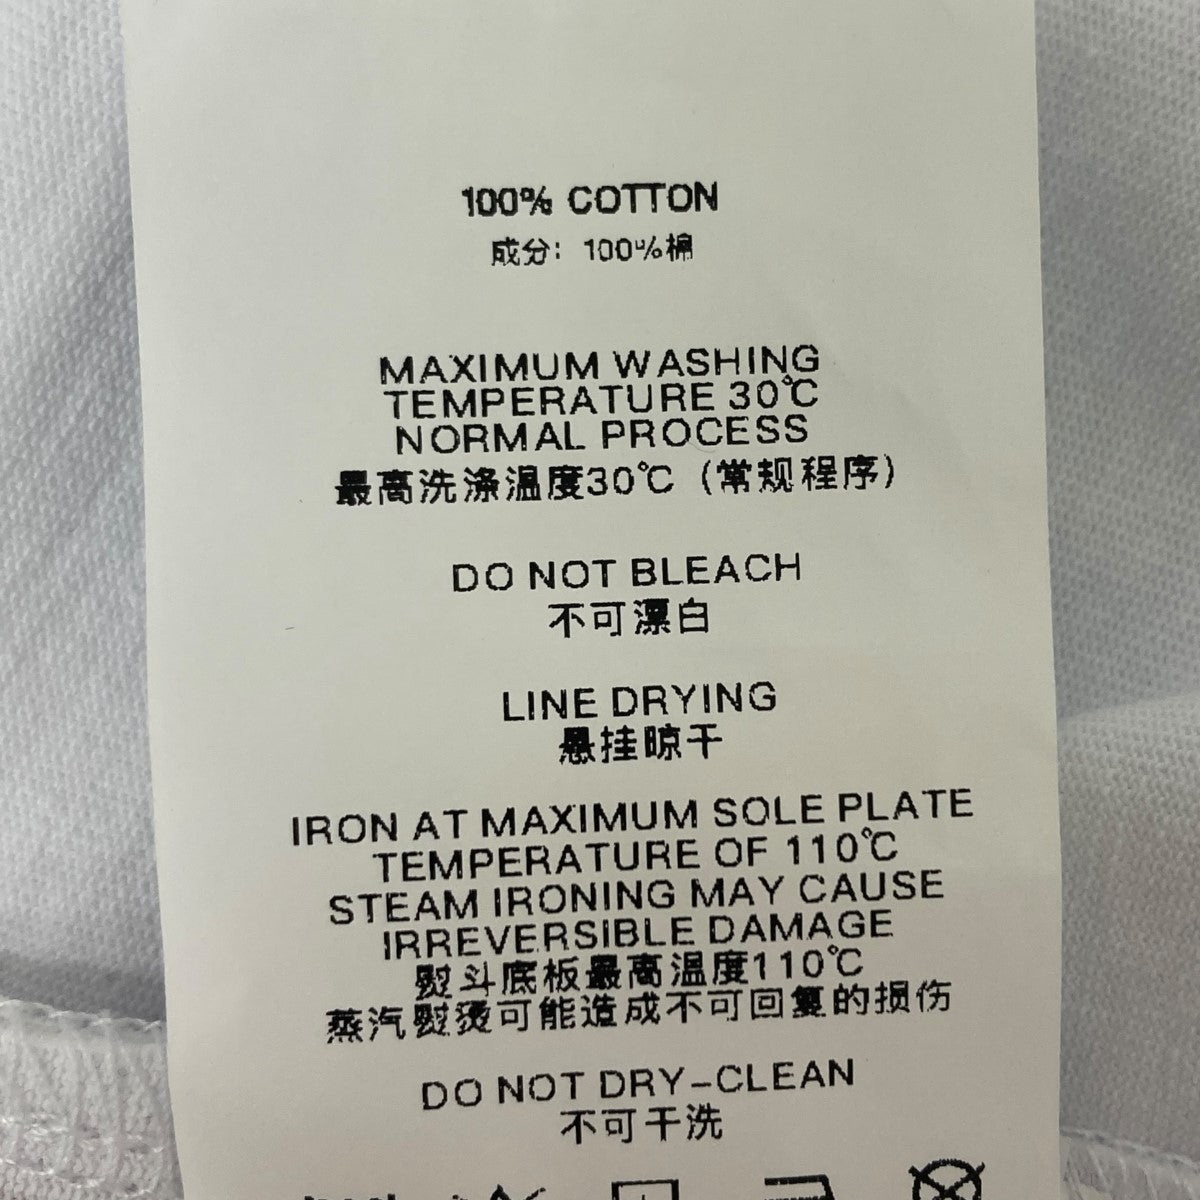 100% COTTON
成分: 100%棉
MAXIMUM WASHING
TEMPERATURE 30℃
NORMAL PROCESS
最高洗涤温度30℃ (常规程序)
DO NOT BLEACH
不可漂白
LINE DRYING
悬挂晾干
IRON AT MAXIMUM SOLE PLATE
TEMPERATURE OF 110℃
STEAM IRONING MAY CAUSE
IRREVERSIBLE DAMAGE
熨斗底板最高温度110℃
蒸汽熨烫可能造成不可回复的损伤
DO NOT DRY-CLEAN
不可干洗